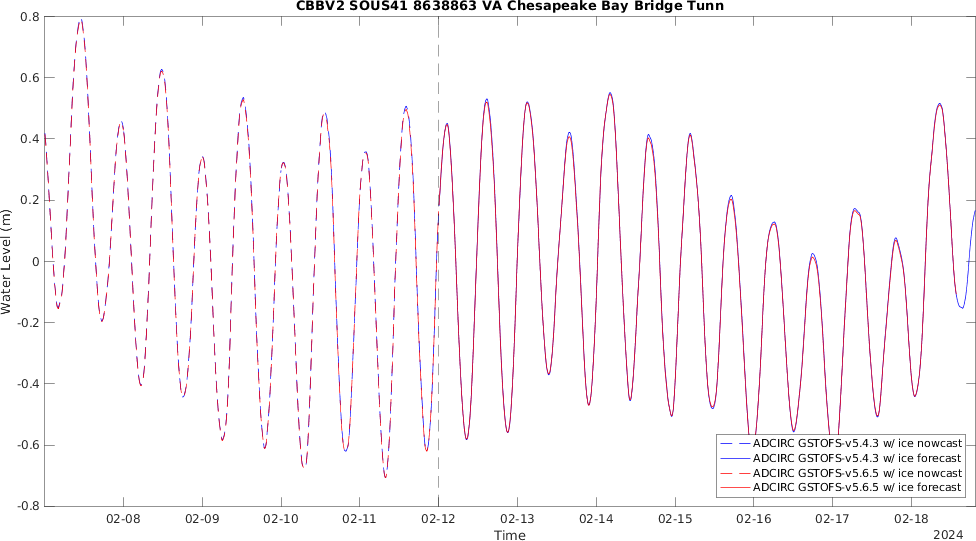 CBBV2 SOUS41 8638863 VA Chesapeake Bay Bridge Tunn
0.8
0.6
0.4
0.2
0
-0.2
-0.4
-0.6
-0.8
Water Level (m)
ADCIRC GSTOFS-v5.4.3 w/ ice nowcast
ADCIRC GSTOFS-v5.4.3 w/ ice forecast
ADCIRC GSTOFS-v5.6.5 w/ ice nowcast
ADCIRC GSTOFS-v5.6.5 w/ ice forecast
02-08 02-09 02-10 02-11 02-12 02-13 02-14 02-15 02-16 02-17 02-18
Time
2024